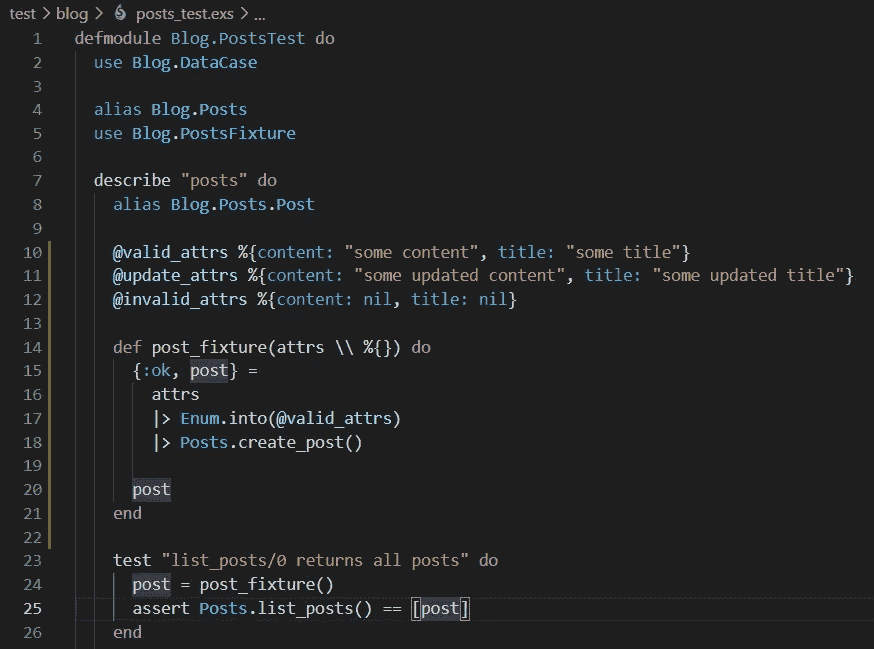 test > blog > posts_test.exs > ...
1 defmodule Blog.PostsTest do
2 use Blog.DataCase
3
4 alias Blog.Posts
5 use Blog.PostsFixture
6
7 describe "posts" do
8 alias Blog.Posts.Post
9
10 @valid_attrs %{content: "some content", title: "some title"}
11 @update_attrs %{content: "some updated content", title: "some updated title"}
12 @invalid_attrs %{content: nil, title: nil}
13
14 def post_fixture(attrs \\ %{}) do
15 {:ok, post} =
16 attrs
17 |> Enum.into(@valid_attrs)
18 |> Posts.create_post()
19
20 post
21 end
22
23 test "list_posts/0 returns all posts" do
24 post = post_fixture()
25 assert Posts.list_posts() == [post]
26 end